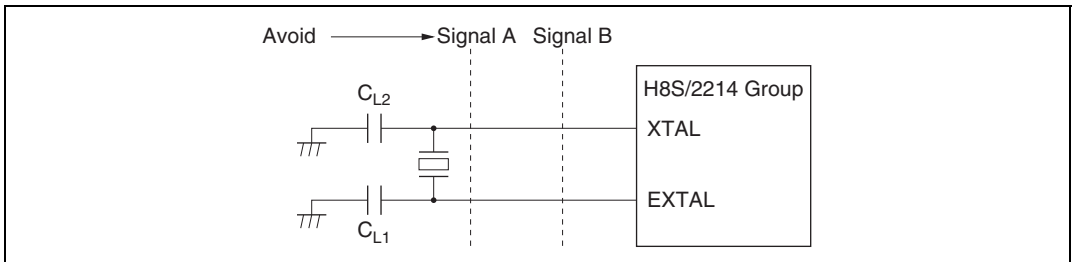 Avoid Signal A Signal B
H8S/2214 Group
CL2
XTAL
EXTAL
CL1